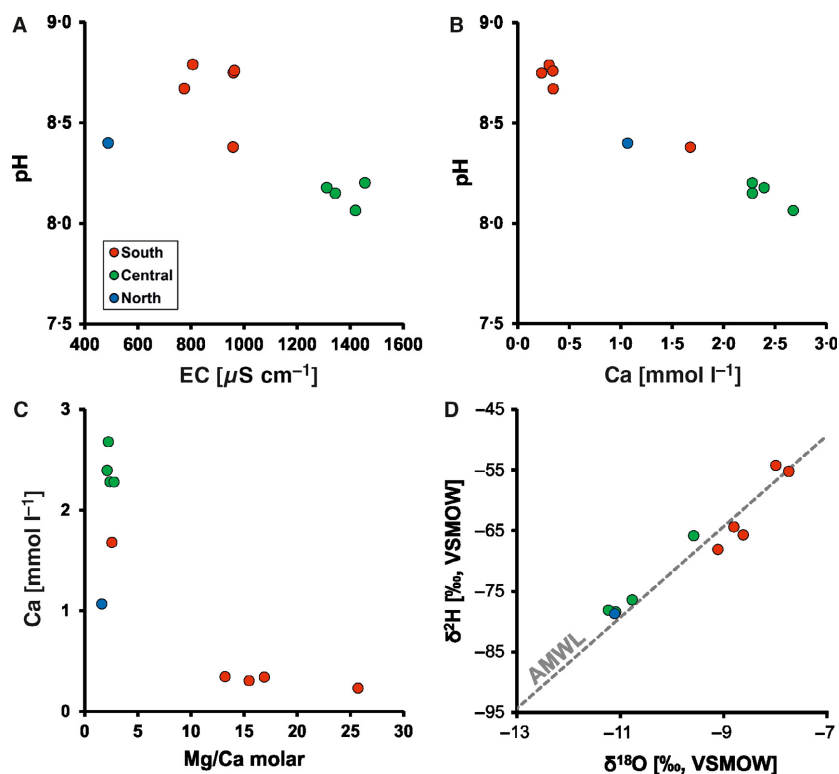 A
9·0
8·5
8·0
7·5
pH
South
Central
North
400 600 800 1000 1200 1400 1600
EC [µS cm⁻¹]
B
9·0
8·5
8·0
7·5
pH
0·0 0·5 1·0 1·5 2·0 2·5 3·0
Ca [mmol l⁻¹]
C
3
2
1
0
Ca [mmol l⁻¹]
0 5 10 15 20 25 30
Mg/Ca molar
D
−45
−55
−65
−75
−85
−95
δ²H [‰, VSMOW]
AMWL
−13 −11 −9 −7
δ¹⁸O [‰, VSMOW]